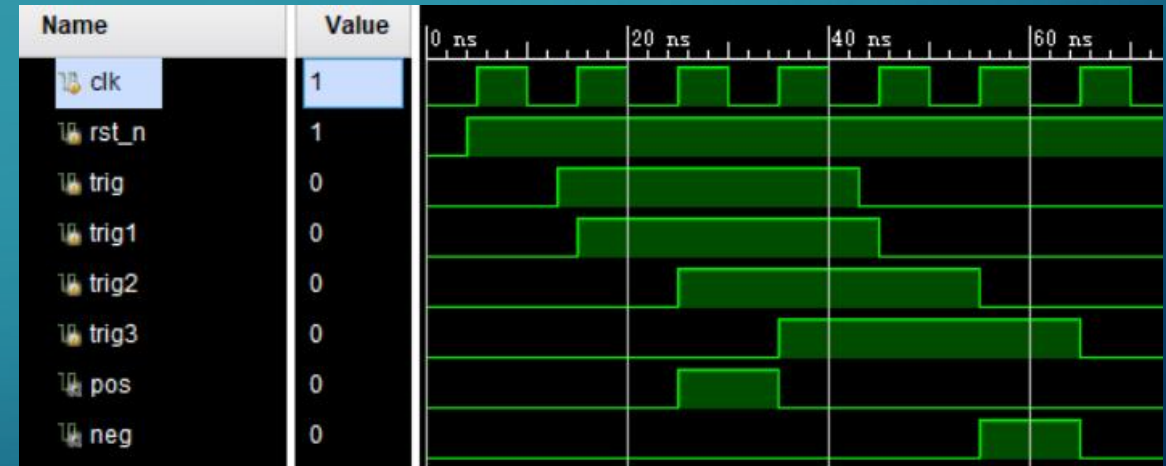 Name Value 0 ns 20 ns 40 ns 60 ns
clk 1
rst_n 1
trig 0
trig1 0
trig2 0
trig3 0
pos 0
neg 0